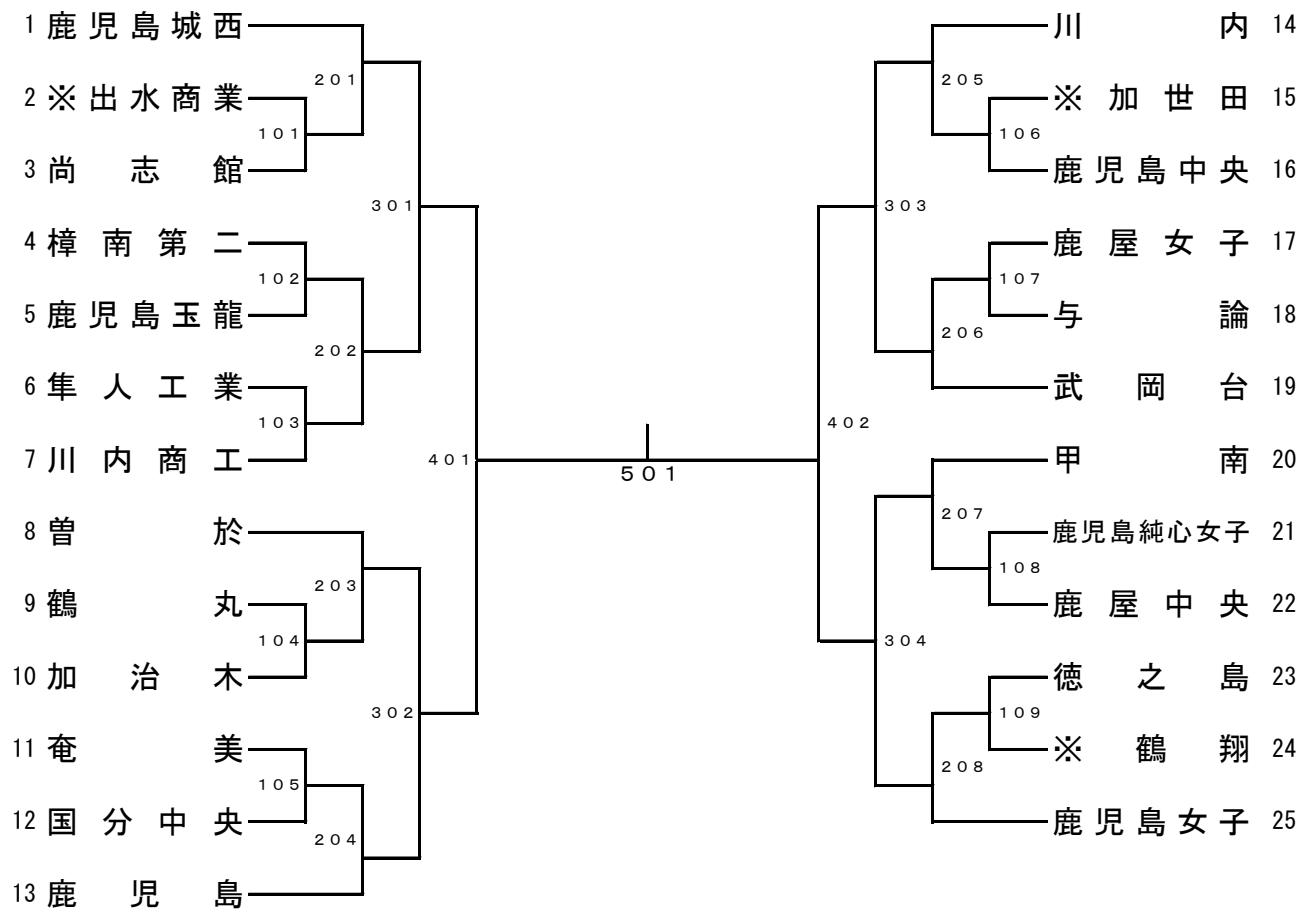 1 鹿児島城西
2 ※出水商業
3 尚志館
4 樟南第二
5 鹿児島玉龍
6 隼人工業
7 川内商工
8 曽於
9 鶴丸
10 加治木
11 奄美
12 国分中央
13 鹿児島
201
101
301
102
202
103
401
203
104
302
105
204
501
205
106
303
107
206
402
207
108
304
109
208
川内 14
※加世田 15
鹿児島中央 16
鹿屋女子 17
与論 18
武岡台 19
甲南 20
鹿児島純心女子 21
鹿屋中央 22
徳之島 23
※鶴翔 24
鹿児島女子 25